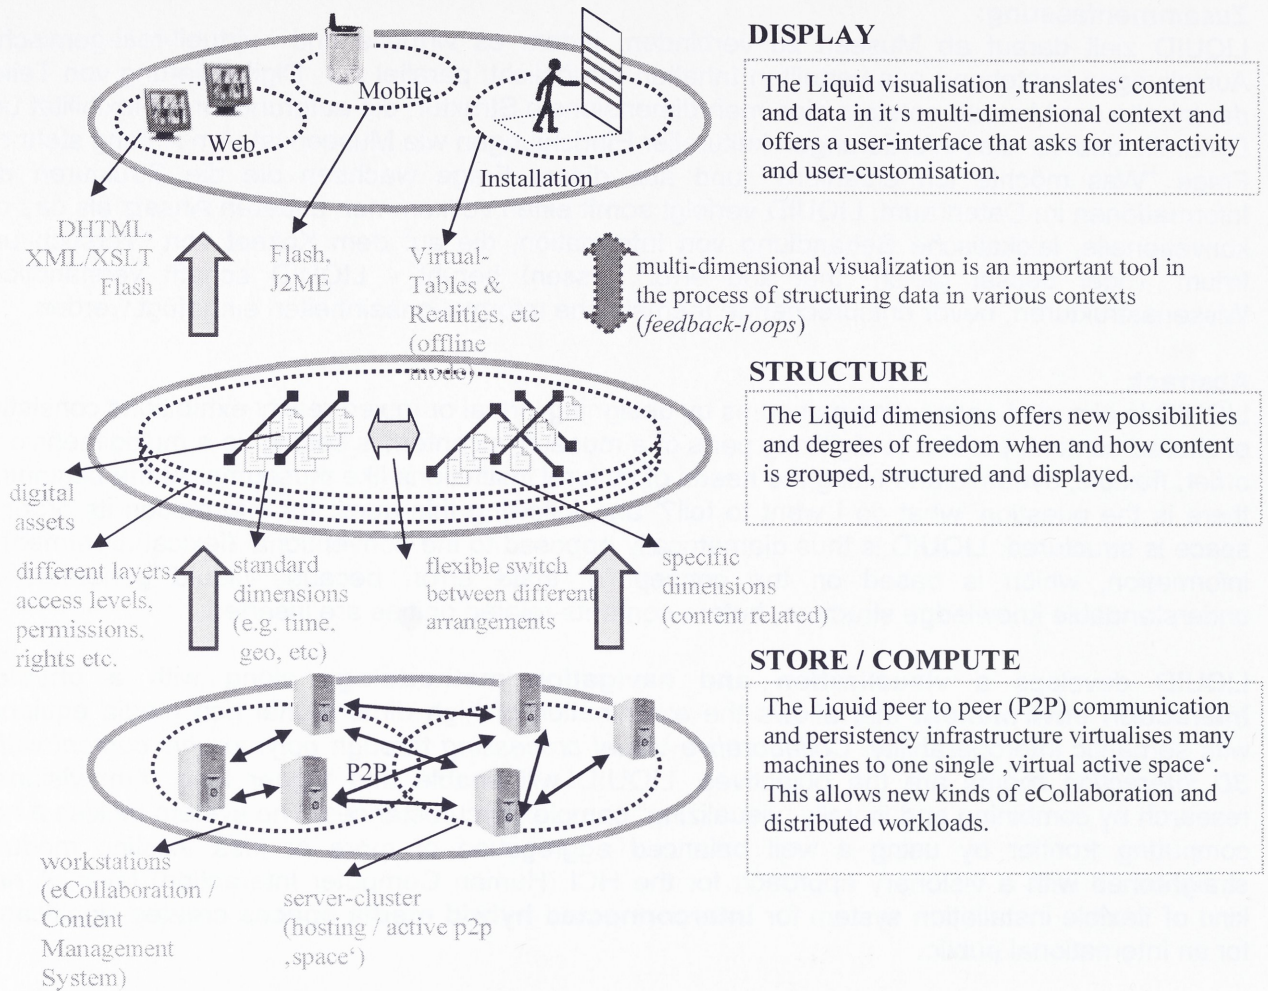 DISPLAY
The Liquid visualisation ‚translates‘ content
and data in it‘s multi-dimensional context and
offers a user-interface that asks for interactivity
and user-customisation.
Mobile
Web
Installation
DHTML,
XML/XSLT
Flash
Flash,
J2ME
Virtual-
Tables &
Realities, etc
(offline
mode)
multi-dimensional visualization is an important tool in
the process of structuring data in various contexts
(feedback-loops)
STRUCTURE
The Liquid dimensions offers new possibilities
and degrees of freedom when and how content
is grouped, structured and displayed.
digital
assets
different layers,
access levels,
permissions,
rights etc.
standard
dimensions
(e.g. time,
geo, etc)
flexible switch
between different
arrangements
specific
dimensions
(content related)
STORE / COMPUTE
The Liquid peer to peer (P2P) communication
and persistency infrastructure virtualises many
machines to one single ‚virtual active space‘.
This allows new kinds of eCollaboration and
distributed workloads.
P2P
workstations
(eCollaboration /
Content
Management
System)
server-cluster
(hosting / active p2p
‚space‘)